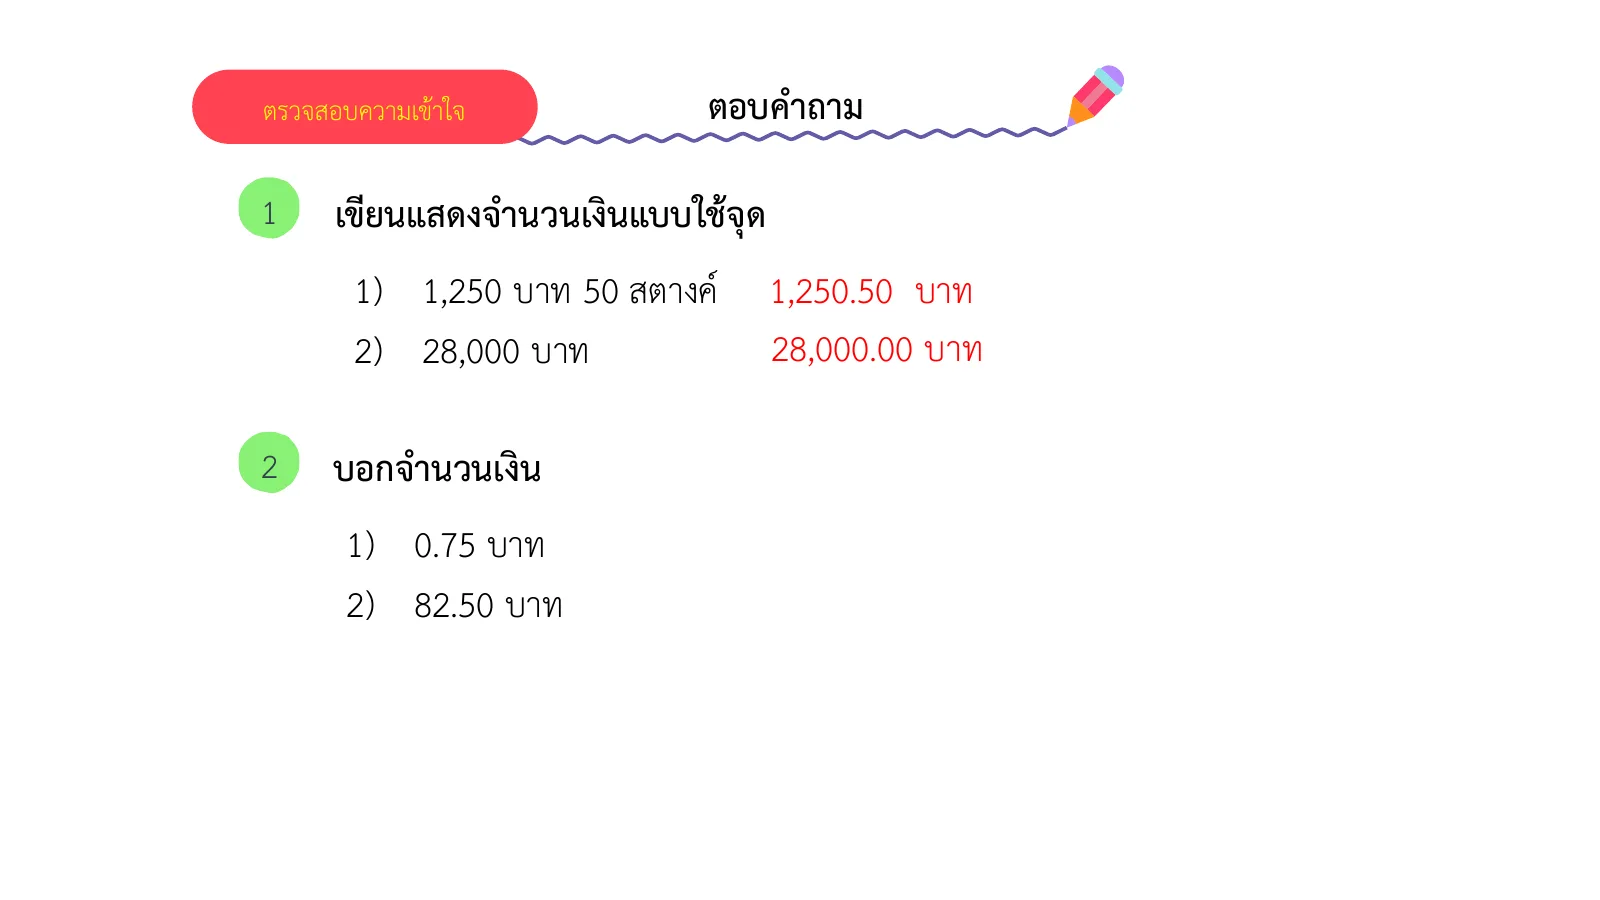 ตรวจสอบความเข้าใจ ตอบคำถาม
1 เขียนแสดงจำนวนเงินแบบใช้จุด
1) 1,250 บาท 50 สตางค์ 1,250.50 บาท
2) 28,000 บาท 28,000.00 บาท
2 บอกจำนวนเงิน
1) 0.75 บาท
2) 82.50 บาท